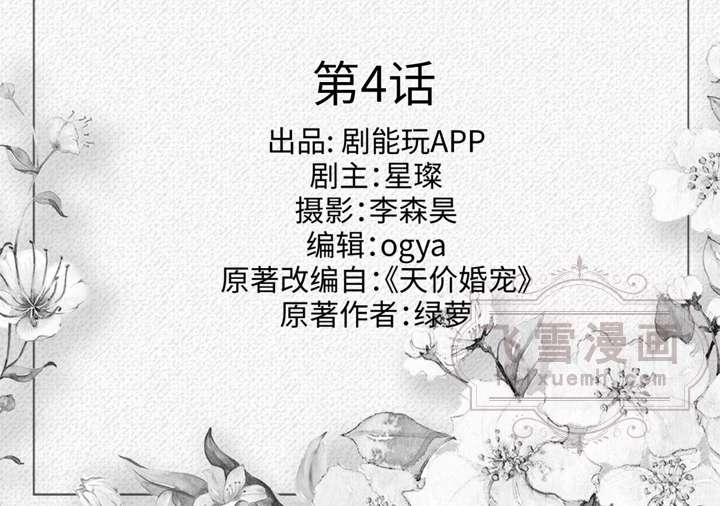 第4话
出品: 剧能玩APP
剧主：星璨
摄影：李森昊
编辑：ogya
原著改编自：《天价婚宠》
原著作者：绿萝
飞雪漫画